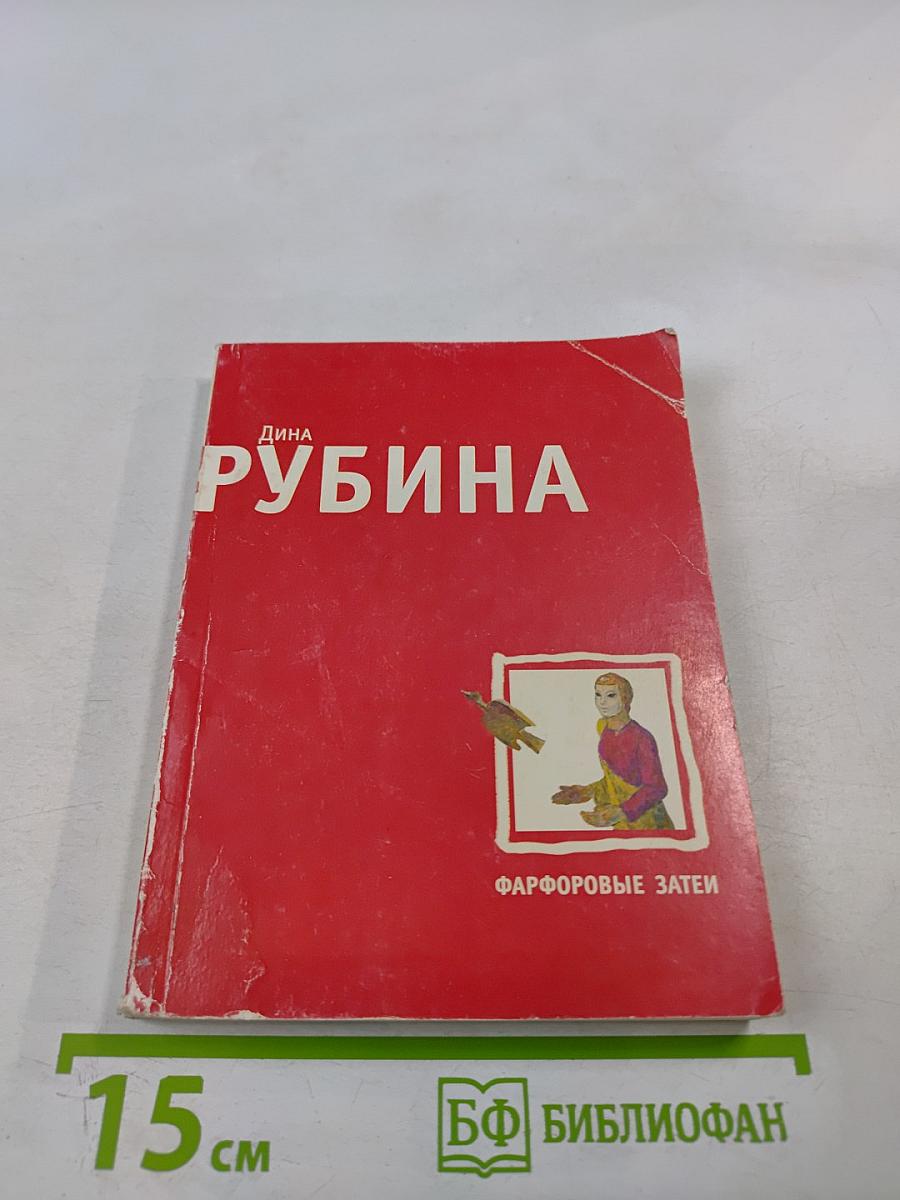 Дина
РУБИНА
ФАРФОРОВЫЕ ЗАТЕИ
15 см
БФ БИБЛИОФАН